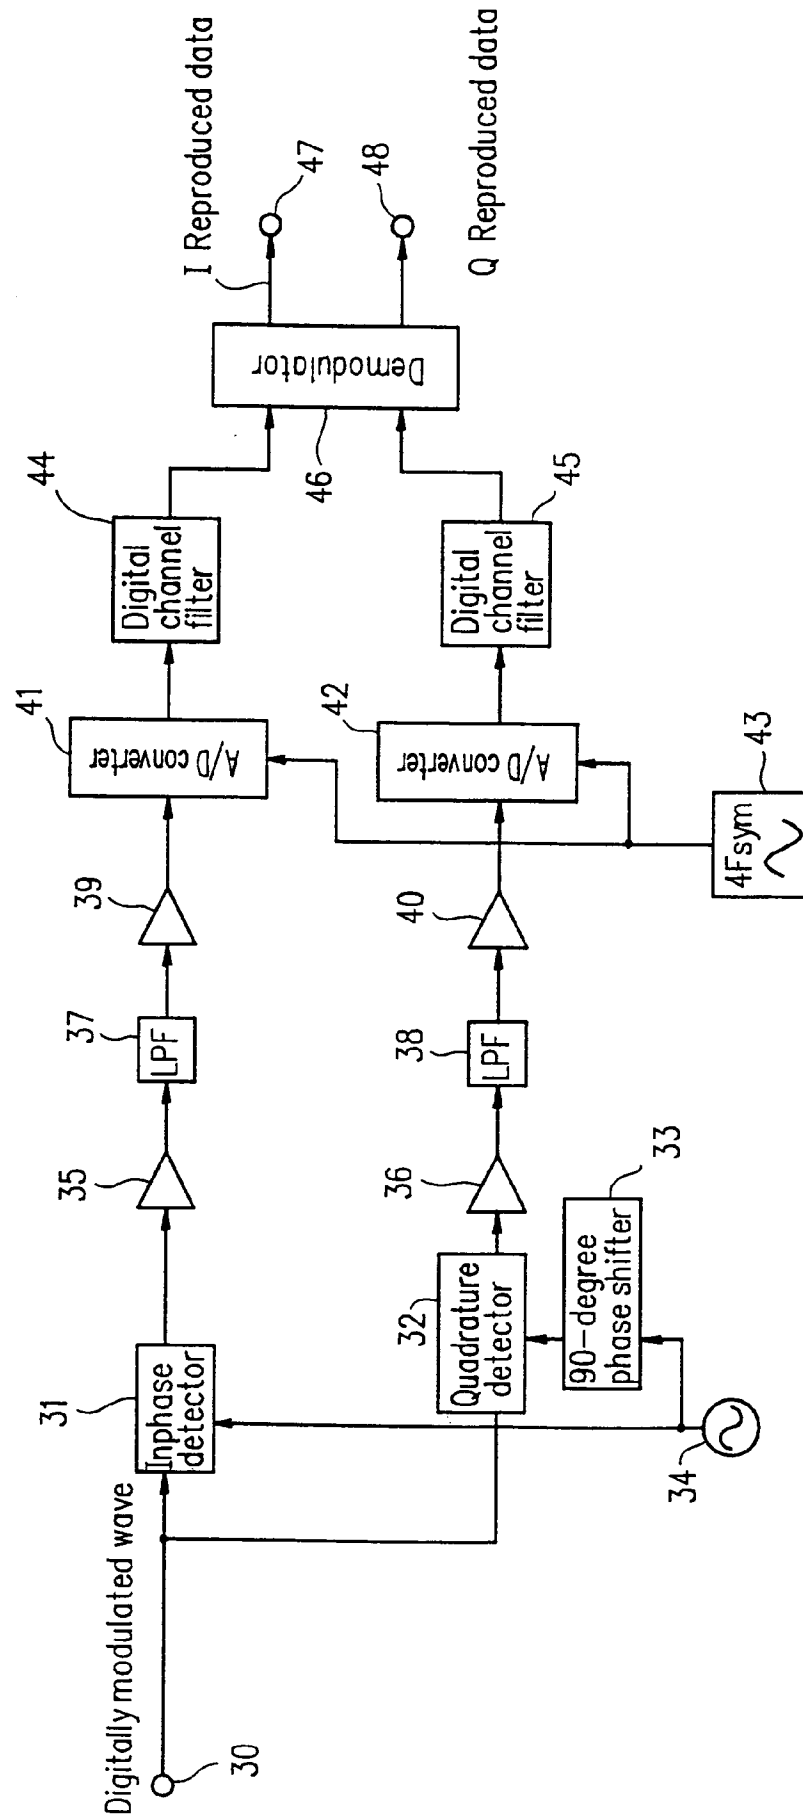 Digitally modulated wave
30
31
Inphase
detector
35
37
LPF
39
41
A/D converter
44
Digital
channel
filter
I Reproduced data
47
Demodulator
46
48
Q Reproduced data
32
Quadrature
detector
36
38
LPF
40
42
A/D converter
45
Digital
channel
filter
33
90-degree
phase shifter
34
43
4Fsym